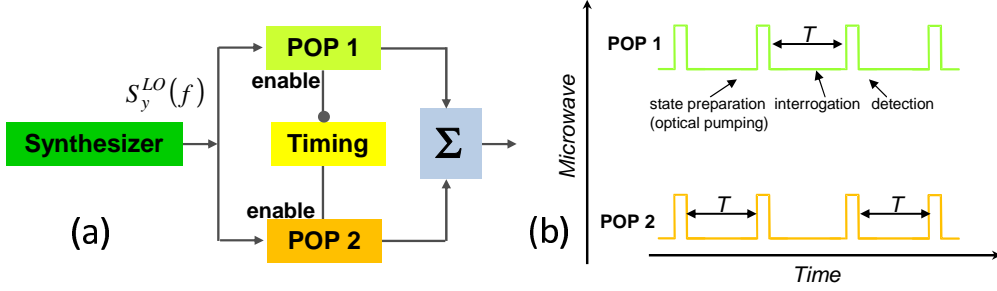 POP 1
enable
S_y^{LO}(f)
Synthesizer
Timing
Σ
enable
POP 2
(a)
Microwave
POP 1
T
state preparation
(optical pumping)
interrogation
detection
POP 2
T
T
(b)
Time